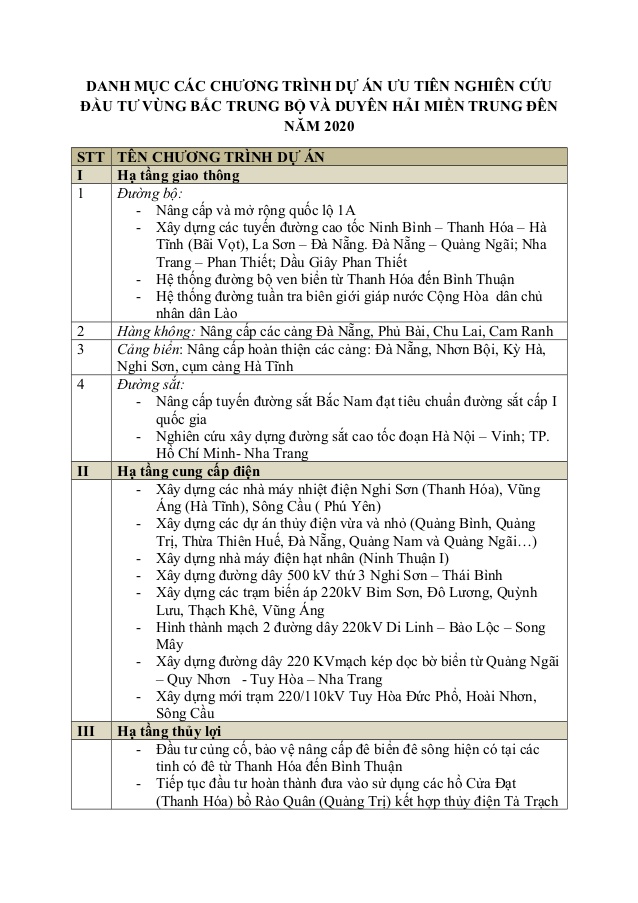 DANH MỤC CÁC CHƯƠNG TRÌNH DỰ ÁN ƯU TIÊN NGHIÊN CỨU
ĐẦU TƯ VÙNG BẮC TRUNG BỘ VÀ DUYÊN HẢI MIỀN TRUNG ĐẾN
NĂM 2020
STT TÊN CHƯƠNG TRÌNH DỰ ÁN
I Hạ tầng giao thông
1 Đường bộ:
- Nâng cấp và mở rộng quốc lộ 1A
- Xây dựng các tuyến đường cao tốc Ninh Bình – Thanh Hóa – Hà
Tĩnh (Bãi Vọt), La Sơn – Đà Nẵng. Đà Nẵng – Quảng Ngãi; Nha
Trang – Phan Thiết; Dầu Giây Phan Thiết
- Hệ thống đường bộ ven biển từ Thanh Hóa đến Bình Thuận
- Hệ thống đường tuần tra biên giới giáp nước Cộng Hòa dân chủ
nhân dân Lào
2 Hàng không: Nâng cấp các cảng Đà Nẵng, Phú Bài, Chu Lai, Cam Ranh
3 Cảng biển: Nâng cấp hoàn thiện các cảng: Đà Nẵng, Nhơn Bội, Kỳ Hà,
Nghi Sơn, cụm cảng Hà Tĩnh
4 Đường sắt:
- Nâng cấp tuyến đường sắt Bắc Nam đạt tiêu chuẩn đường sắt cấp I
quốc gia
- Nghiên cứu xây dựng đường sắt cao tốc đoạn Hà Nội – Vinh; TP.
Hồ Chí Minh- Nha Trang
II Hạ tầng cung cấp điện
- Xây dựng các nhà máy nhiệt điện Nghi Sơn (Thanh Hóa), Vũng
Áng (Hà Tĩnh), Sông Cầu ( Phú Yên)
- Xây dựng các dự án thủy điện vừa và nhỏ (Quảng Bình, Quảng
Trị, Thừa Thiên Huế, Đà Nẵng, Quảng Nam và Quảng Ngãi…)
- Xây dựng nhà máy điện hạt nhân (Ninh Thuận I)
- Xây dựng đường dây 500 kV thứ 3 Nghi Sơn – Thái Bình
- Xây dựng các trạm biến áp 220kV Bỉm Sơn, Đô Lương, Quỳnh
Lưu, Thạch Khê, Vũng Áng
- Hình thành mạch 2 đường dây 220kV Di Linh – Bảo Lộc – Song
Mây
- Xây dựng đường dây 220 KVmạch kép dọc bờ biển từ Quảng Ngãi
– Quy Nhơn - Tuy Hòa – Nha Trang
- Xây dựng mới trạm 220/110kV Tuy Hòa Đức Phổ, Hoài Nhơn,
Sông Cầu
III Hạ tầng thủy lợi
- Đầu tư củng cố, bảo vệ nâng cấp đê biển đê sông hiện có tại các
tỉnh có đê từ Thanh Hóa đến Bình Thuận
- Tiếp tục đầu tư hoàn thành đưa vào sử dụng các hồ Cửa Đạt
(Thanh Hóa) bồ Rào Quân (Quảng Trị) kết hợp thủy điện Tả Trạch